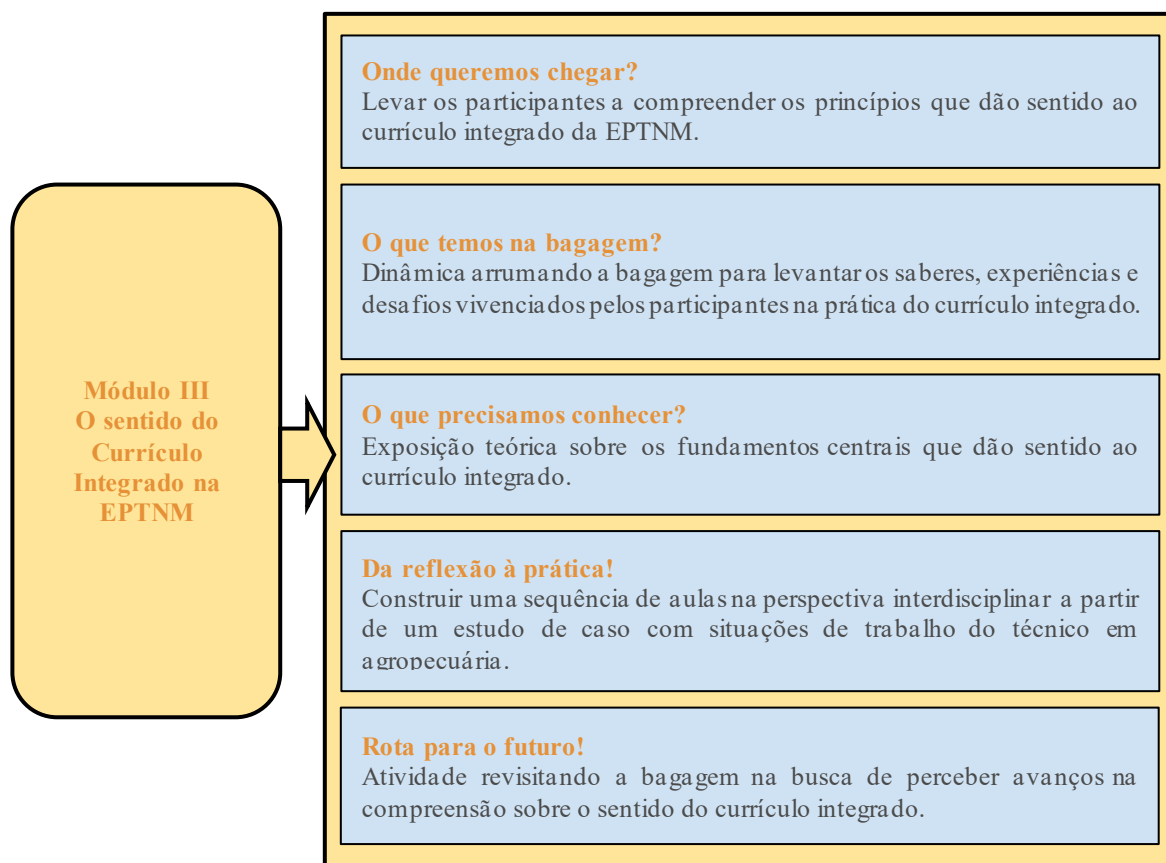 Módulo III
O sentido do
Currículo
Integrado na
EPTNM
Onde queremos chegar?
Levar os participantes a compreender os princípios que dão sentido ao
currículo integrado da EPTNM.
O que temos na bagagem?
Dinâmica arrumando a bagagem para levantar os saberes, experiências e
desafios vivenciados pelos participantes na prática do currículo integrado.
O que precisamos conhecer?
Exposição teórica sobre os fundamentos centrais que dão sentido ao
currículo integrado.
Da reflexão à prática!
Construir uma sequência de aulas na perspectiva interdisciplinar a partir
de um estudo de caso com situações de trabalho do técnico em
agropecuária.
Rota para o futuro!
Atividade revisitando a bagagem na busca de perceber avanços na
compreensão sobre o sentido do currículo integrado.